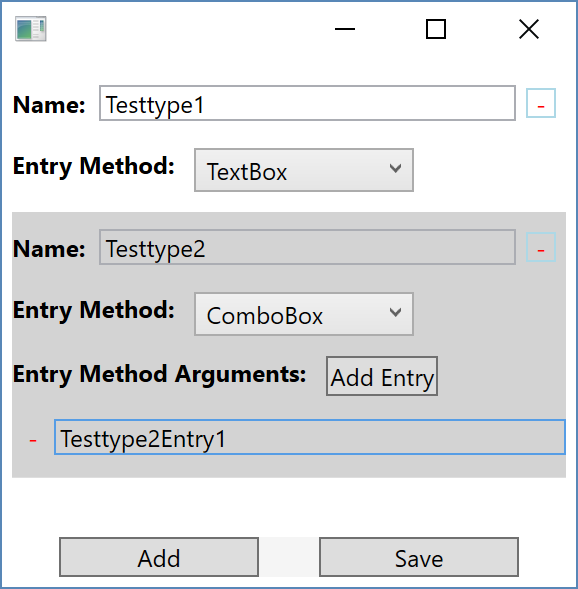 Name: Testtype1 -
Entry Method: TextBox
Name: Testtype2 -
Entry Method: ComboBox
Entry Method Arguments: Add Entry
- Testtype2Entry1
Add Save